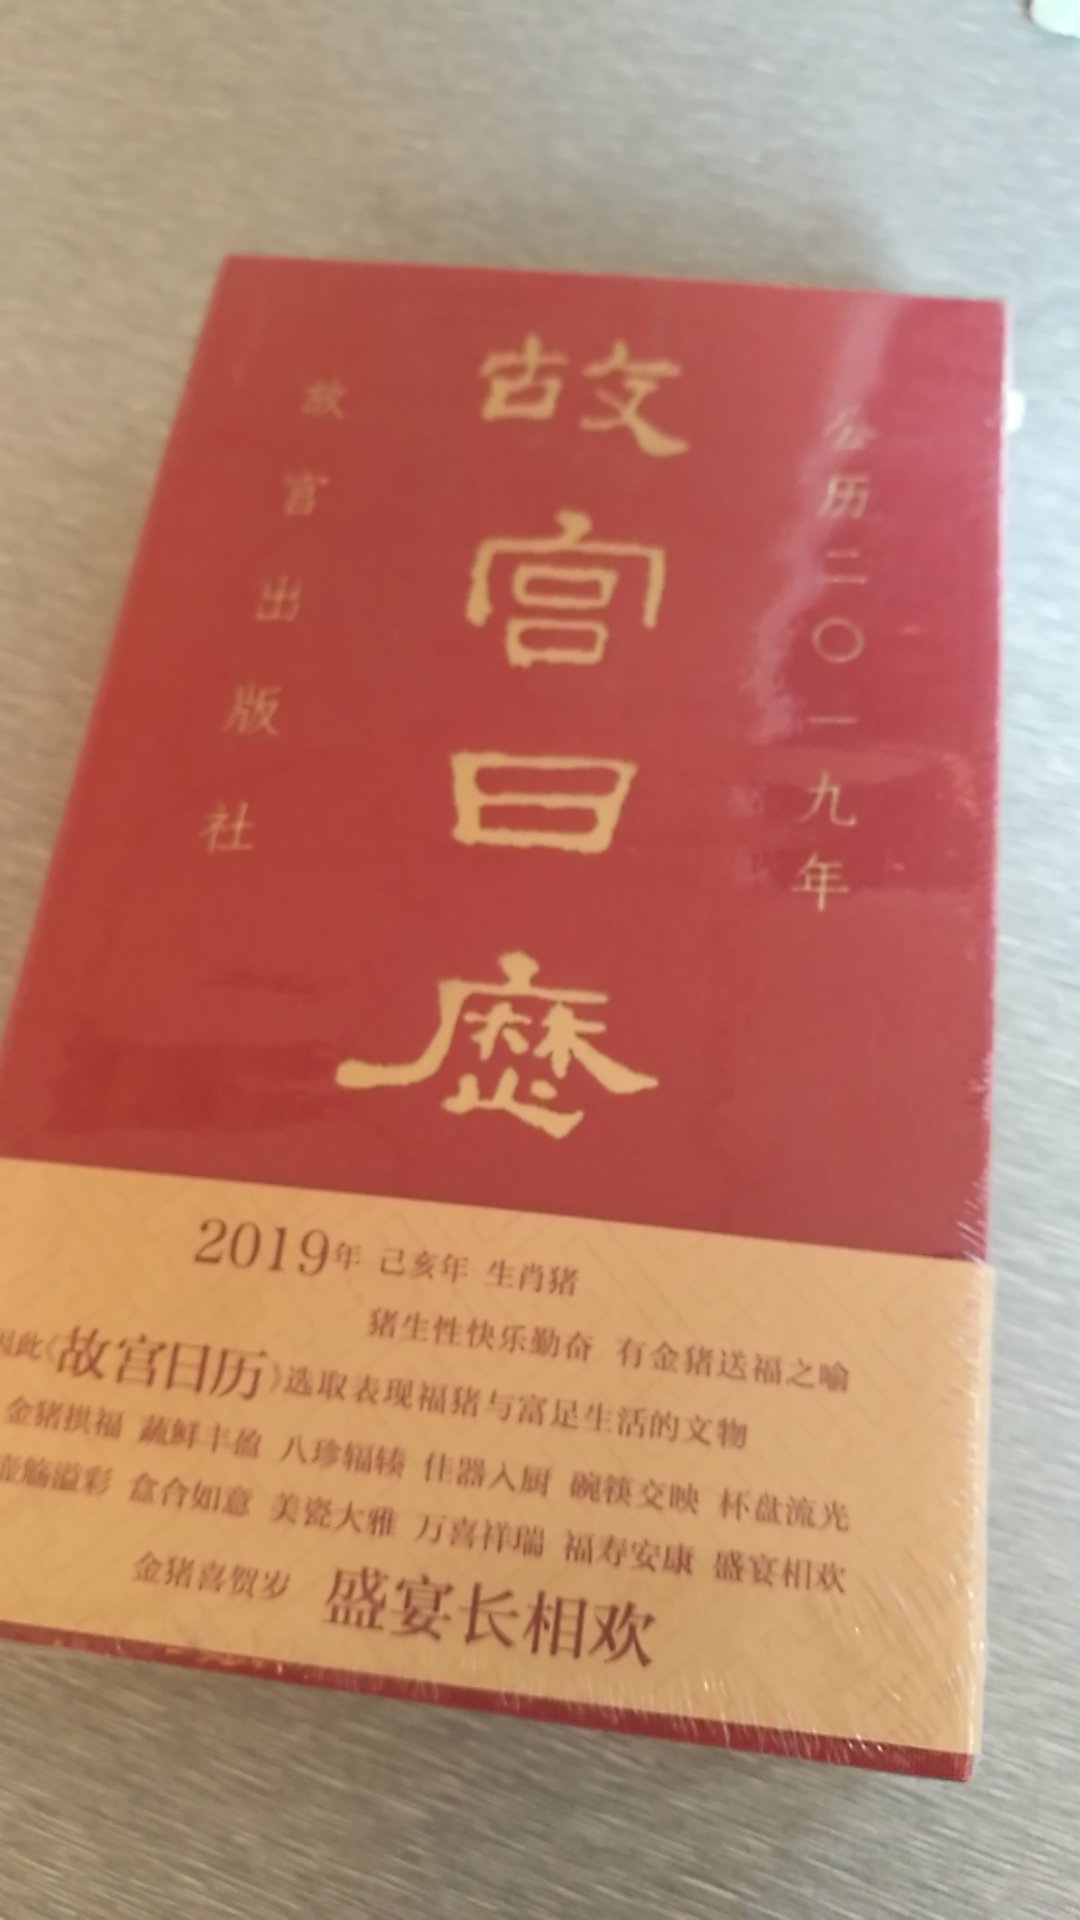 公历二〇一九年
故宫日历
故宫出版社
2019年 己亥年 生肖猪
猪生性快乐勤奋 有金猪送福之喻
因此《故宫日历》选取表现福猪与富足生活的文物
金猪拱福 蔬鲜丰盈 八珍辐辏 佳器入厨 碗筷交映 杯盘流光
壶觞溢彩 盒合如意 美瓷大雅 万喜祥瑞 福寿安康 盛宴相欢
金猪喜贺岁 盛宴长相欢